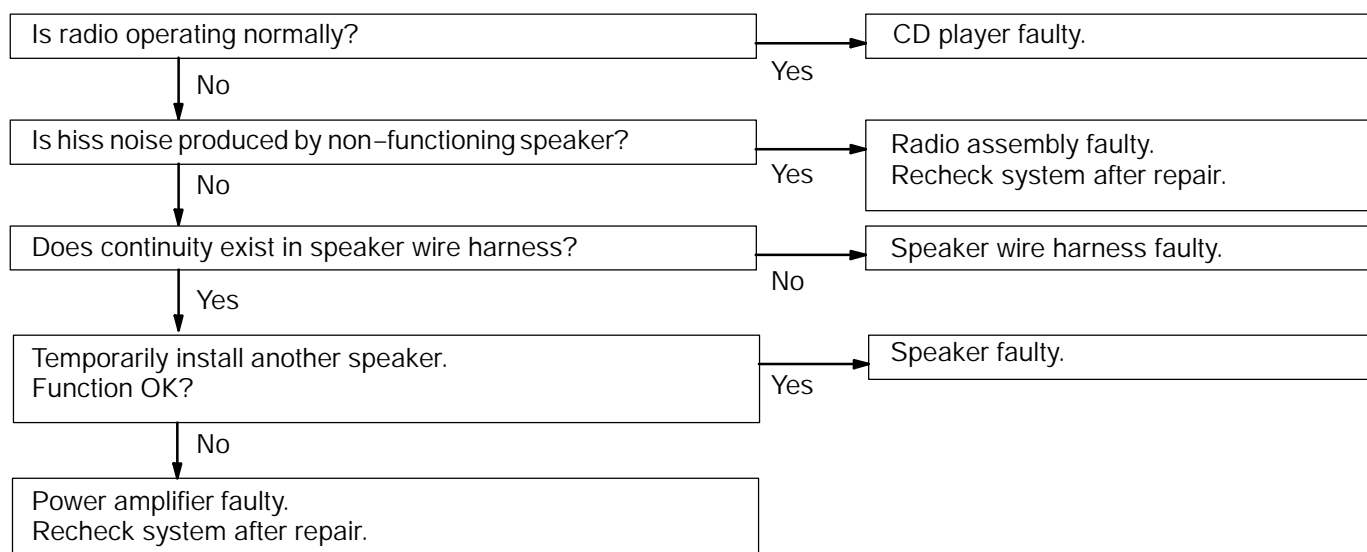 Is radio operating normally?
CD player faulty.
Yes
No
Is hiss noise produced by non-functioning speaker?
Radio assembly faulty.
Recheck system after repair.
Yes
No
Does continuity exist in speaker wire harness?
Speaker wire harness faulty.
No
Yes
Temporarily install another speaker.
Function OK?
Speaker faulty.
Yes
No
Power amplifier faulty.
Recheck system after repair.